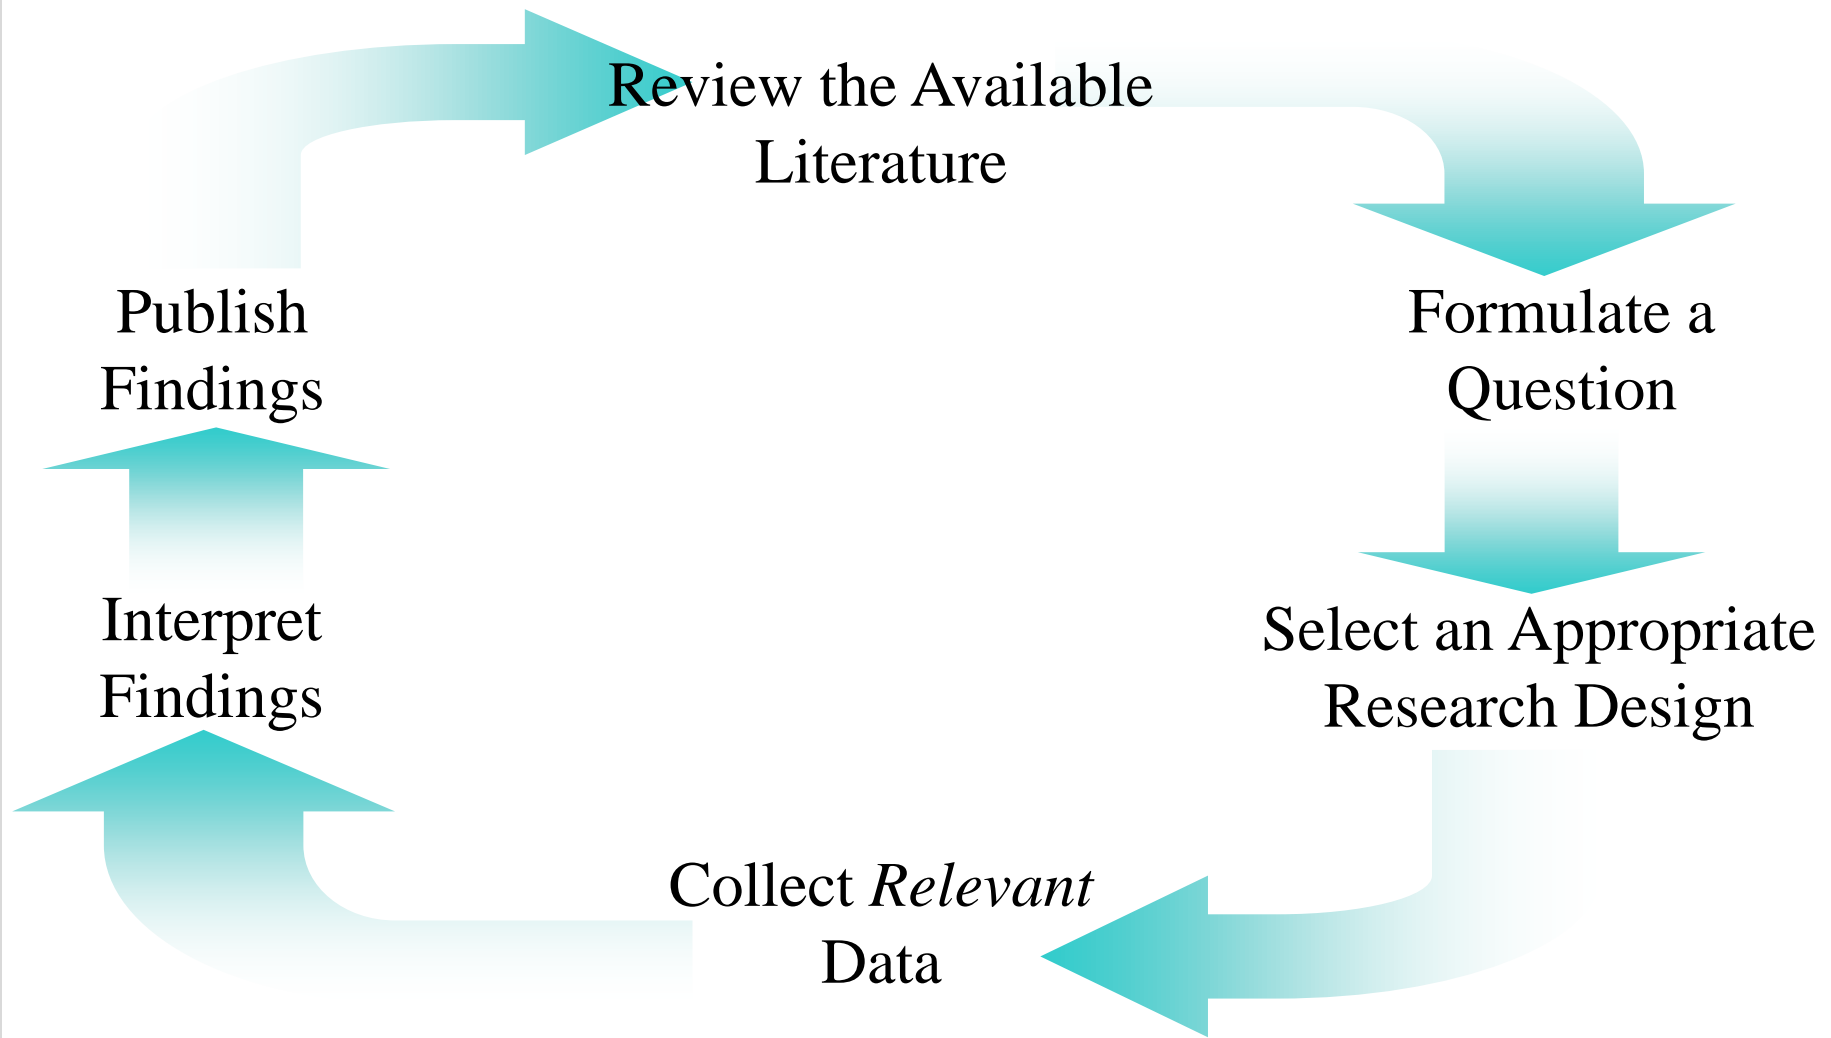 Review the Available
Literature
Formulate a
Question
Select an Appropriate
Research Design
Collect Relevant
Data
Interpret
Findings
Publish
Findings